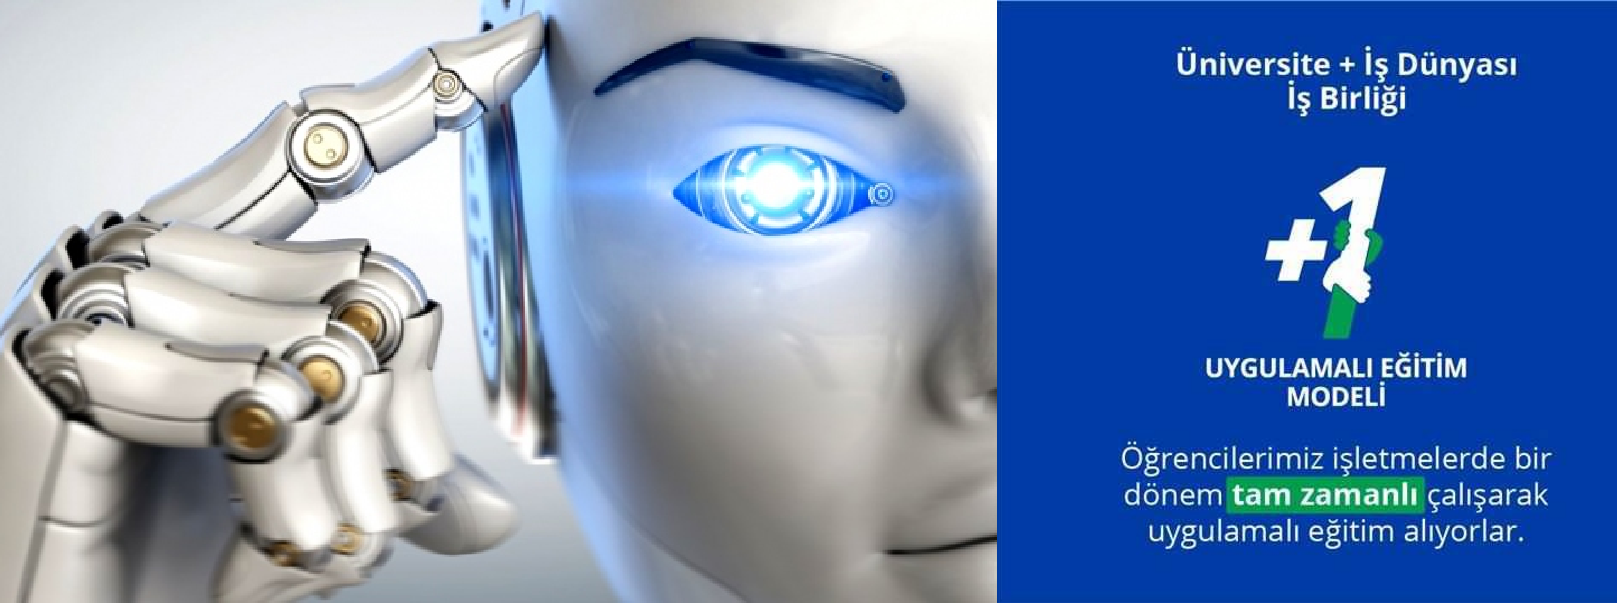 Üniversite + İş Dünyası
İş Birliği
+1
UYGULAMALI EĞİTİM
MODELİ
Öğrencilerimiz işletmelerde bir
dönem tam zamanlı çalışarak
uygulamalı eğitim alıyorlar.